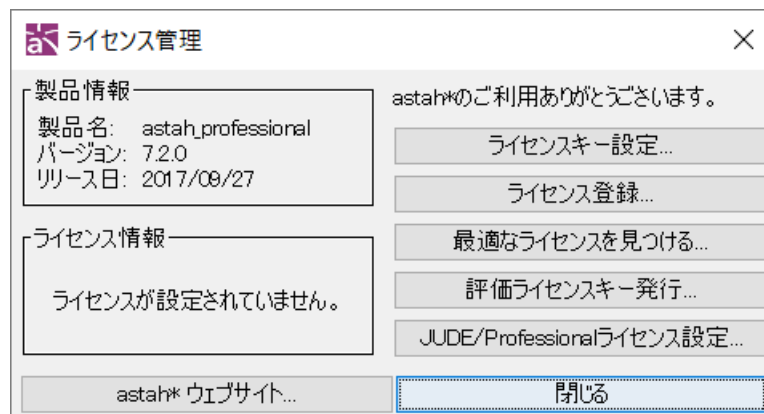 ライセンス管理
製品情報
製品名: astah_professional
バージョン: 7.2.0
リリース日: 2017/09/27
ライセンス情報
ライセンスが設定されていません。
astah*のご利用ありがとうございます。
ライセンスキー設定...
ライセンス登録...
最適なライセンスを見つける...
評価ライセンスキー発行...
JUDE/Professionalライセンス設定...
astah* ウェブサイト...
閉じる